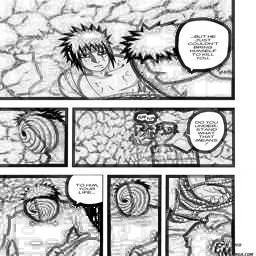 ...BUT HE
JUST
COULDN'T
BRING
HIMSELF
TO KILL
YOU...
DO YOU
UNDER-
STAND
WHAT
THAT
MEANS
TO HIM,
YOUR
LIFE...